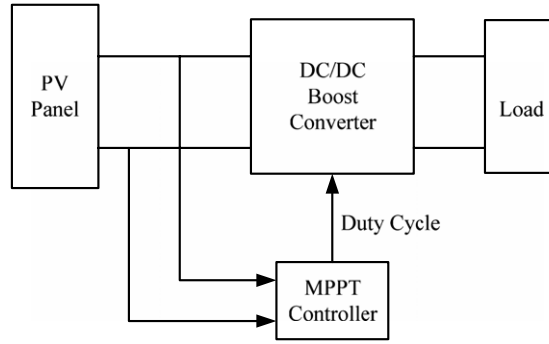 PV
Panel
DC/DC
Boost
Converter
Load
Duty Cycle
MPPT
Controller